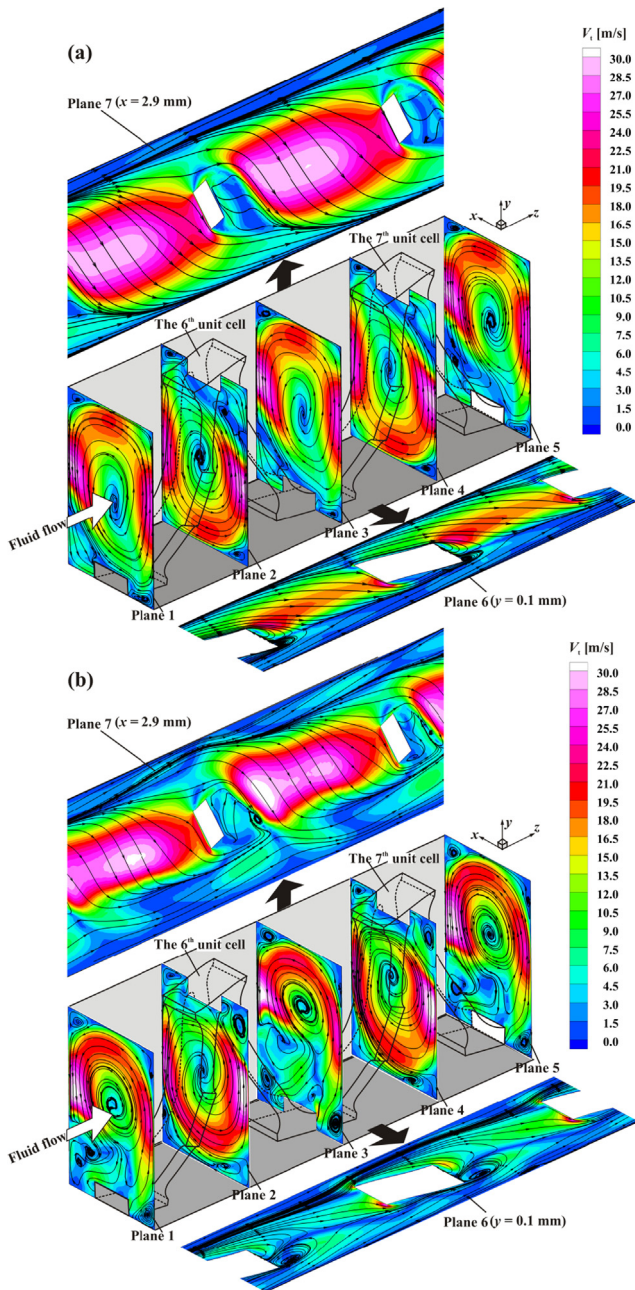 (a)
V_t [m/s]
30.0
28.5
27.0
25.5
24.0
22.5
21.0
19.5
18.0
16.5
15.0
13.5
12.0
10.5
9.0
7.5
6.0
4.5
3.0
1.5
0.0
Plane 7 (x = 2.9 mm)
y
x
z
The 7th unit cell
The 6th unit cell
Fluid flow
Plane 5
Plane 4
Plane 3
Plane 2
Plane 1
Plane 6 (y = 0.1 mm)
(b)
V_t [m/s]
30.0
28.5
27.0
25.5
24.0
22.5
21.0
19.5
18.0
16.5
15.0
13.5
12.0
10.5
9.0
7.5
6.0
4.5
3.0
1.5
0.0
Plane 7 (x = 2.9 mm)
y
x
z
The 7th unit cell
The 6th unit cell
Fluid flow
Plane 5
Plane 4
Plane 3
Plane 2
Plane 1
Plane 6 (y = 0.1 mm)